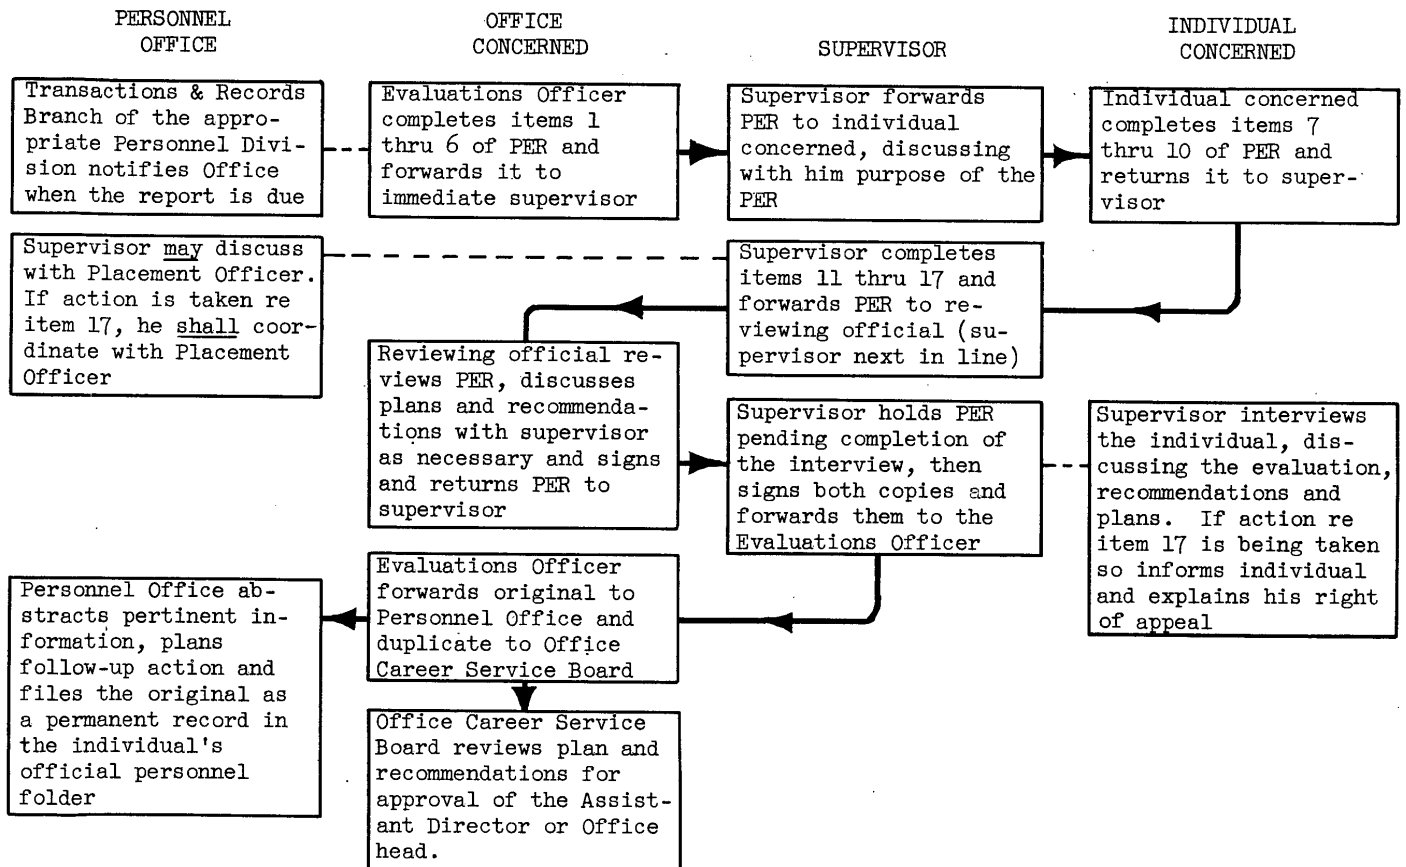 PERSONNEL
OFFICE
OFFICE
CONCERNED
SUPERVISOR
INDIVIDUAL
CONCERNED
Transactions & Records
Branch of the appro-
priate Personnel Divi-
sion notifies Office
when the report is due
Evaluations Officer
completes items 1
thru 6 of PER and
forwards it to
immediate supervisor
Supervisor forwards
PER to individual
concerned, discussing
with him purpose of the
PER
Individual concerned
completes items 7
thru 10 of PER and
returns it to super-
visor
Supervisor may discuss
with Placement Officer.
If action is taken re
item 17, he shall coor-
dinate with Placement
Officer
Supervisor completes
items 11 thru 17 and
forwards PER to re-
viewing official (su-
pervisor next in line)
Reviewing official re-
views PER, discusses
plans and recommenda-
tions with supervisor
as necessary and signs
and returns PER to
supervisor
Supervisor holds PER
pending completion of
the interview, then
signs both copies and
forwards them to the
Evaluations Officer
Supervisor interviews
the individual, dis-
cussing the evaluation,
recommendations and
plans. If action re
item 17 is being taken
so informs individual
and explains his right
of appeal
Evaluations Officer
forwards original to
Personnel Office and
duplicate to Office
Career Service Board
Personnel Office ab-
stracts pertinent in-
formation, plans
follow-up action and
files the original as
a permanent record in
the individual's
official personnel
folder
Office Career Service
Board reviews plan and
recommendations for
approval of the Assist-
ant Director or Office
head.